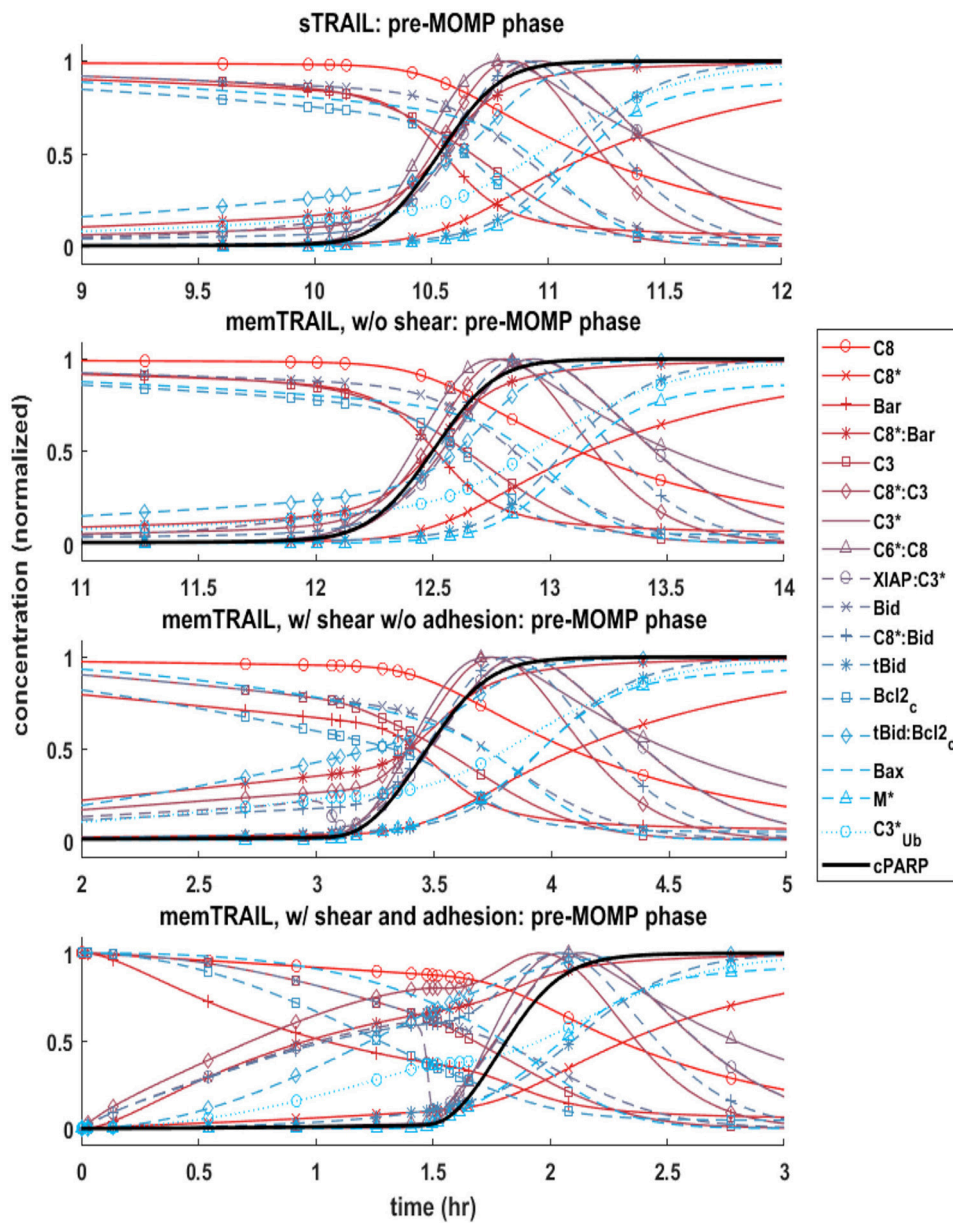 sTRAIL: pre-MOMP phase
1
0.5
0
9 9.5 10 10.5 11 11.5 12
memTRAIL, w/o shear: pre-MOMP phase
1
0.5
0
11 11.5 12 12.5 13 13.5 14
memTRAIL, w/ shear w/o adhesion: pre-MOMP phase
1
0.5
0
2 2.5 3 3.5 4 4.5 5
memTRAIL, w/ shear and adhesion: pre-MOMP phase
1
0.5
0
0 0.5 1 1.5 2 2.5 3
time (hr)
concentration (normalized)
C8
C8*
Bar
C8*:Bar
C3
C8*:C3
C3*
C6*:C8
XIAP:C3*
Bid
C8*:Bid
tBid
Bcl2c
tBid:Bcl2c
Bax
M*
C3*Ub
cPARP